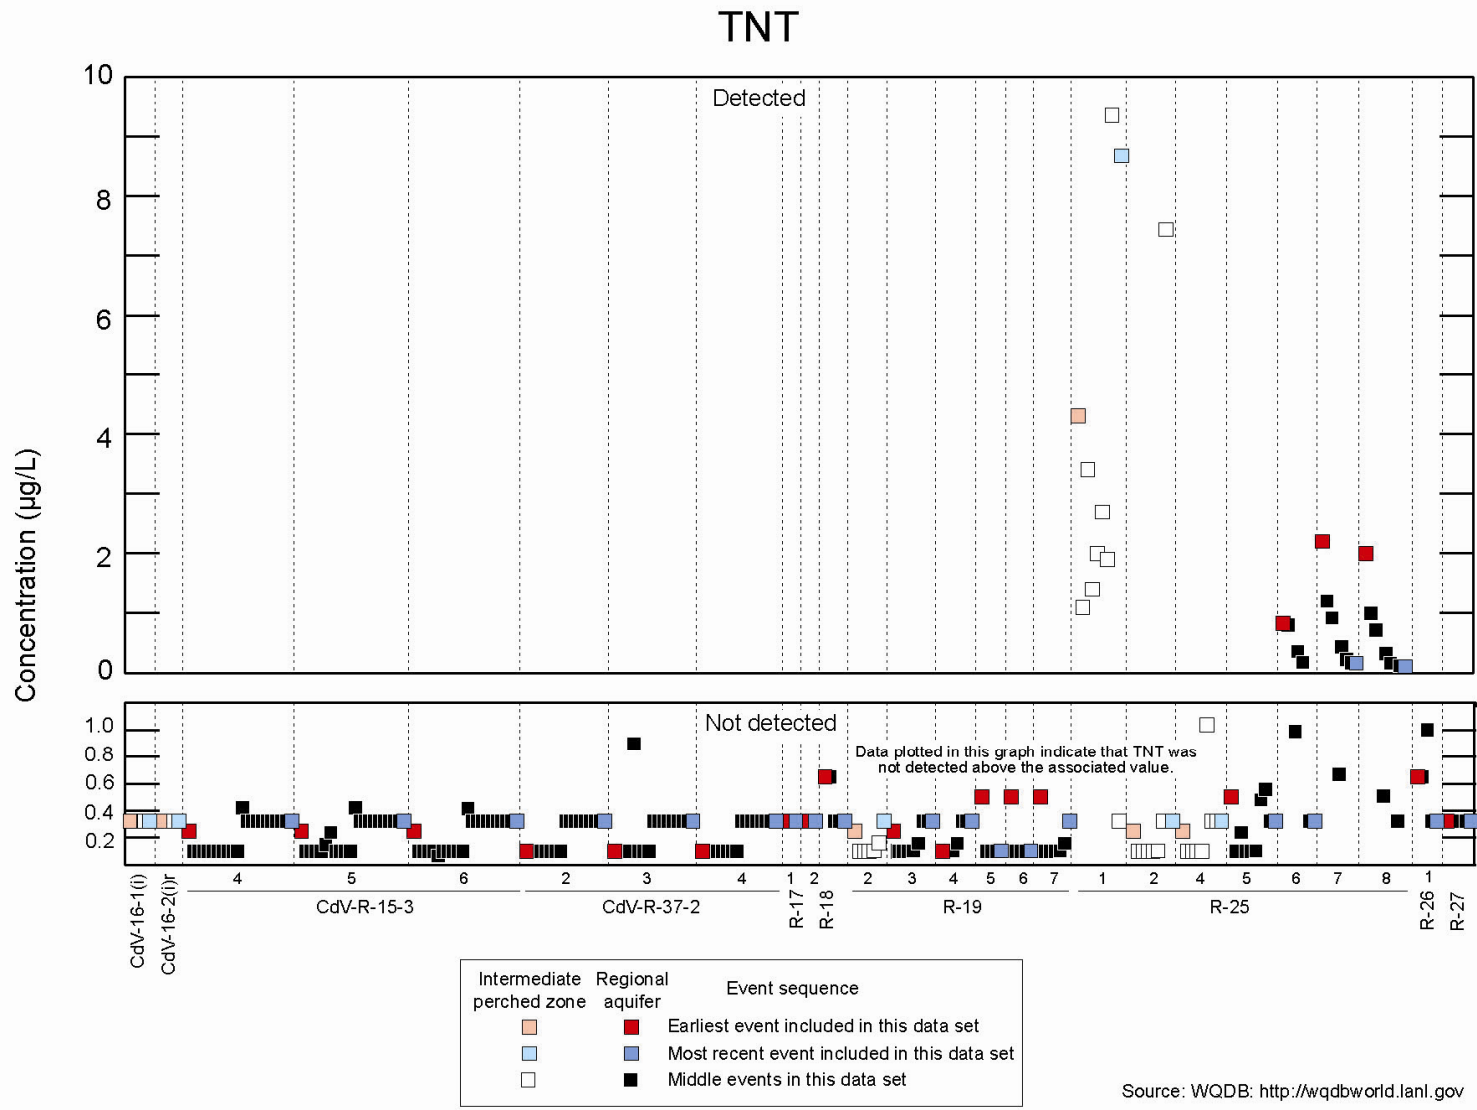 TNT
Detected
10
8
6
4
2
0
Concentration (µg/L)
Not detected
Data plotted in this graph indicate that TNT was
not detected above the associated value.
1.0
0.8
0.6
0.4
0.2
4 5 6 2 3 4 1 2 2 3 4 5 6 7 1 2 4 5 6 7 8 1
CdV-16-1(i)
CdV-16-2(i)r
CdV-R-15-3
CdV-R-37-2
R-17
R-18
R-19
R-25
R-26
R-27
Intermediate
perched zone
Regional
aquifer
Event sequence
Earliest event included in this data set
Most recent event included in this data set
Middle events in this data set
Source: WQDB: http://wqdbworld.lanl.gov